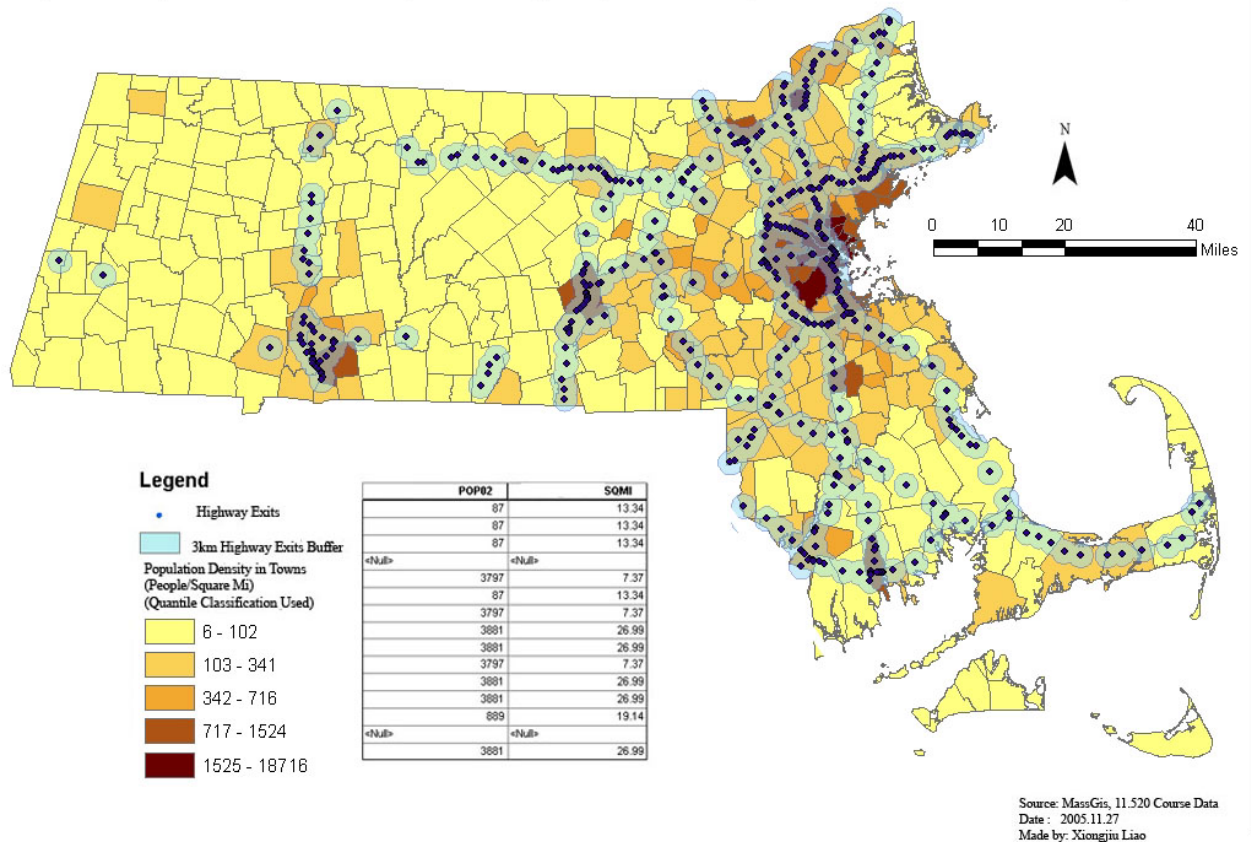 N
0 10 20 40
Miles
Legend
Highway Exits
3km Highway Exits Buffer
Population Density in Towns
(People/Square Mi)
(Quantile Classification Used)
6 - 102
103 - 341
342 - 716
717 - 1524
1525 - 18716
POP02 SQMI
87 13.34
87 13.34
87 13.34
<Null> <Null>
3797 7.37
87 13.34
3797 7.37
3881 26.99
3881 26.99
3797 7.37
3881 26.99
3881 26.99
889 19.14
<Null> <Null>
3881 26.99
Source: MassGis, 11.520 Course Data
Date : 2005.11.27
Made by: Xiongjiu Liao